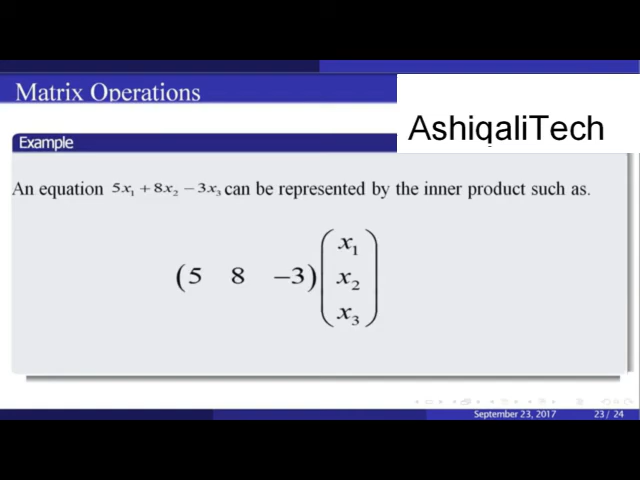 Matrix Operations
AshiqaliTech
Example
An equation 5x₁ + 8x₂ − 3x₃ can be represented by the inner product such as.
(5 8 −3) (x₁
x₂
x₃)
September 23, 2017 23 / 24